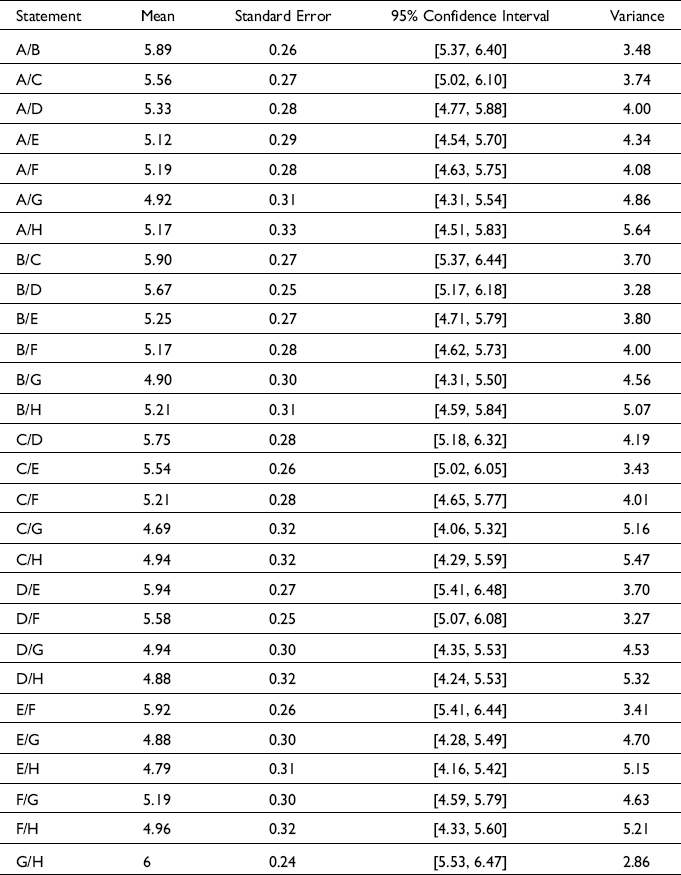 Statement Mean Standard Error 95% Confidence Interval Variance
A/B 5.89 0.26 [5.37, 6.40] 3.48
A/C 5.56 0.27 [5.02, 6.10] 3.74
A/D 5.33 0.28 [4.77, 5.88] 4.00
A/E 5.12 0.29 [4.54, 5.70] 4.34
A/F 5.19 0.28 [4.63, 5.75] 4.08
A/G 4.92 0.31 [4.31, 5.54] 4.86
A/H 5.17 0.33 [4.51, 5.83] 5.64
B/C 5.90 0.27 [5.37, 6.44] 3.70
B/D 5.67 0.25 [5.17, 6.18] 3.28
B/E 5.25 0.27 [4.71, 5.79] 3.80
B/F 5.17 0.28 [4.62, 5.73] 4.00
B/G 4.90 0.30 [4.31, 5.50] 4.56
B/H 5.21 0.31 [4.59, 5.84] 5.07
C/D 5.75 0.28 [5.18, 6.32] 4.19
C/E 5.54 0.26 [5.02, 6.05] 3.43
C/F 5.21 0.28 [4.65, 5.77] 4.01
C/G 4.69 0.32 [4.06, 5.32] 5.16
C/H 4.94 0.32 [4.29, 5.59] 5.47
D/E 5.94 0.27 [5.41, 6.48] 3.70
D/F 5.58 0.25 [5.07, 6.08] 3.27
D/G 4.94 0.30 [4.35, 5.53] 4.53
D/H 4.88 0.32 [4.24, 5.53] 5.32
E/F 5.92 0.26 [5.41, 6.44] 3.41
E/G 4.88 0.30 [4.28, 5.49] 4.70
E/H 4.79 0.31 [4.16, 5.42] 5.15
F/G 5.19 0.30 [4.59, 5.79] 4.63
F/H 4.96 0.32 [4.33, 5.60] 5.21
G/H 6 0.24 [5.53, 6.47] 2.86